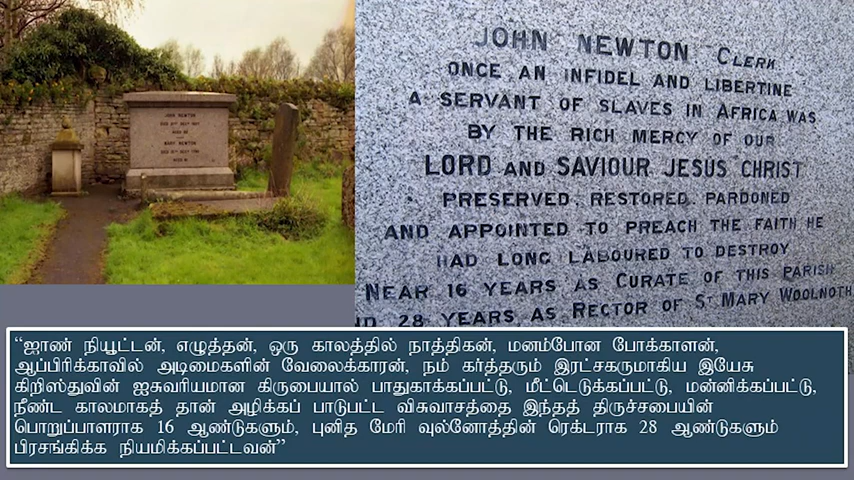 JOHN NEWTON
MARY NEWTON
JOHN NEWTON CLERK
ONCE AN INFIDEL AND LIBERTINE
A SERVANT OF SLAVES IN AFRICA WAS
BY THE RICH MERCY OF OUR
LORD AND SAVIOUR JESUS CHRIST
PRESERVED, RESTORED, PARDONED
AND APPOINTED TO PREACH THE FAITH HE
HAD LONG LABOURED TO DESTROY
NEAR 16 YEARS AS CURATE OF THIS PARISH
28 YEARS AS RECTOR OF ST MARY WOOLNOTH
“ஜாண் நியூட்டன், எழுத்தன், ஒரு காலத்தில் நாத்திகன், மனம்போன போக்காளன்,
ஆப்பிரிக்காவில் அடிமைகளின் வேலைக்காரன், நம் கர்த்தரும் இரட்சகருமாகிய இயேசு
கிறிஸ்துவின் ஐசுவரியமான கிருபையால் பாதுகாக்கப்பட்டு, மீட்டெடுக்கப்பட்டு, மன்னிக்கப்பட்டு,
நீண்ட காலமாகத் தான் அழிக்கப் பாடுபட்ட விசுவாசத்தை இந்தத் திருச்சபையின்
பொறுப்பாளராக 16 ஆண்டுகளும், புனித மேரி வுல்னோத்தின் ரெக்டராக 28 ஆண்டுகளும்
பிரசங்கிக்க நியமிக்கப்பட்டவன்”